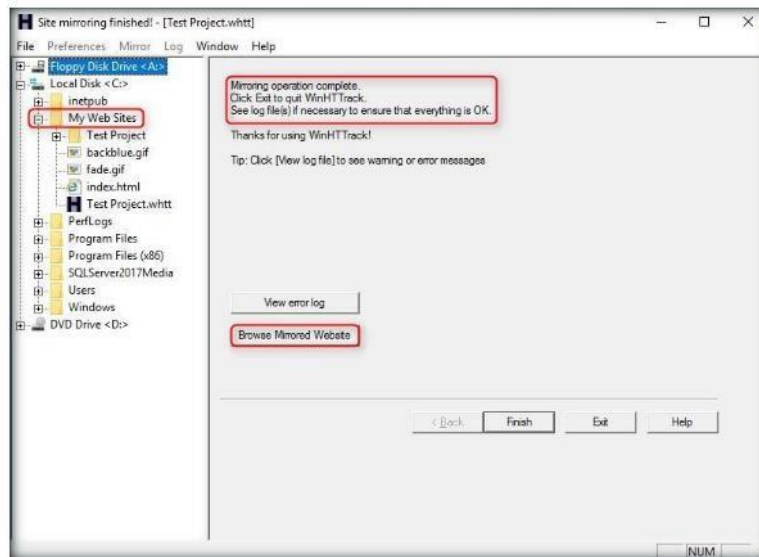 Site mirroring finished! - [Test Project.whtt]
File Preferences Mirror Log Window Help
Floppy Disk Drive <A:>
Local Disk <C:>
inetpub
My Web Sites
Test Project
backblue.gif
fade.gif
index.html
Test Project.whtt
PerfLogs
Program Files
Program Files (x86)
SQLServer2017Media
Users
Windows
DVD Drive <D:>
Mirroring operation complete.
Click Exit to quit WinHTTrack.
See log file(s) if necessary to ensure that everything is OK.
Thanks for using WinHTTrack!
Tip: Click [View log file] to see warning or error messages
View error log
Browse Mirrored Website
< Back Finish Exit Help
NUM